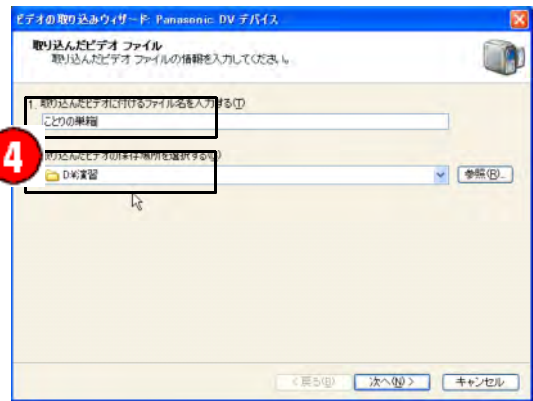 ビデオの取り込みウィザード: Panasonic DV デバイス
取り込んだビデオ ファイル
取り込んだビデオ ファイルの情報を入力してください。
1. 取り込んだビデオに付けるファイル名を入力する(T)
ことりの巣箱
4
取り込んだビデオの保存場所を選択する
D:¥演習
参照(R)...
< 戻る(B)
次へ(N) >
キャンセル